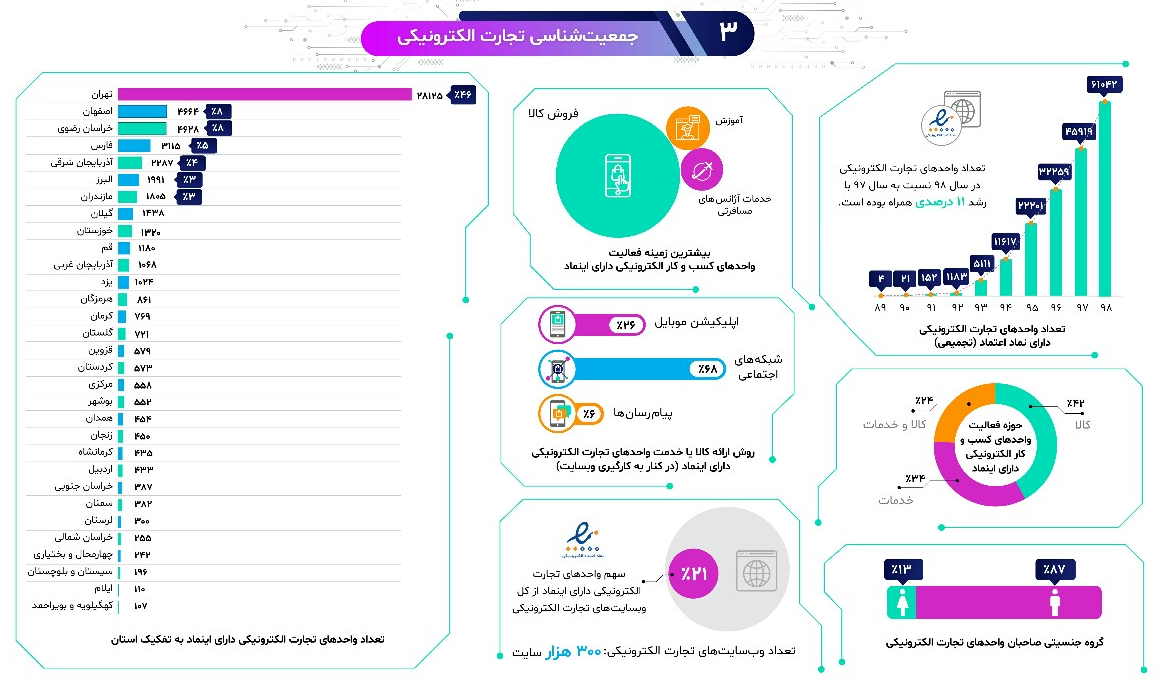 ۳
جمعیت‌شناسی تجارت الکترونیکی
۶۱۰۴۲
۴۵۹۱۹
۳۲۲۵۹
۲۲۲۰۱
۱۱۶۱۷
۵۱۱۱
۱۱۸۳
۱۵۲
۲۱
۴
تعداد واحدهای تجارت الکترونیکی
در سال ۹۸ نسبت به سال ۹۷ با
رشد ۱۱ درصدی همراه بوده است.
۸۹ ۹۰ ۹۱ ۹۲ ۹۳ ۹۴ ۹۵ ۹۶ ۹۷ ۹۸
تعداد واحدهای تجارت الکترونیکی
دارای نماد اعتماد (تجمیعی)
٪۴۲
کالا
٪۲۴
کالا و خدمات
٪۳۴
خدمات
حوزه فعالیت
واحدهای کسب و
کار الکترونیکی
دارای اینماد
٪۸۷
٪۱۳
گروه جنسیتی صاحبان واحدهای تجارت الکترونیکی
فروش کالا
آموزش
خدمات آژانس‌های
مسافرتی
بیشترین زمینه فعالیت
واحدهای کسب و کار الکترونیکی دارای اینماد
اپلیکیشن موبایل ٪۲۶
شبکه‌های
اجتماعی
٪۶۸
پیام‌رسان‌ها ٪۶
روش ارائه کالا یا خدمت واحدهای تجارت الکترونیکی
دارای اینماد (در کنار به کارگیری وبسایت)
٪۲۱
سهم واحدهای تجارت
الکترونیکی دارای اینماد از کل
وبسایت‌های تجارت الکترونیکی
تعداد وب‌سایت‌های تجارت الکترونیکی: ۳۰۰ هزار سایت
تهران ۲۸۱۲۵ ٪۴۶
اصفهان ۴۶۶۴ ٪۸
خراسان رضوی ۴۶۲۸ ٪۸
فارس ۳۱۱۵ ٪۵
آذربایجان شرقی ۲۲۸۷ ٪۴
البرز ۱۹۹۱ ٪۳
مازندران ۱۸۰۵ ٪۳
گیلان ۱۴۳۸
خوزستان ۱۳۲۰
قم ۱۱۸۰
آذربایجان غربی ۱۰۶۸
یزد ۱۰۲۴
هرمزگان ۸۶۱
کرمان ۷۶۹
گلستان ۷۲۱
قزوین ۵۷۹
کردستان ۵۷۳
مرکزی ۵۵۸
بوشهر ۵۵۲
همدان ۴۵۴
زنجان ۴۵۰
کرمانشاه ۴۳۵
اردبیل ۴۳۳
خراسان جنوبی ۳۸۷
سمنان ۳۸۲
لرستان ۳۰۰
خراسان شمالی ۲۵۵
چهارمحال و بختیاری ۲۴۲
سیستان و بلوچستان ۱۹۶
ایلام ۱۱۰
کهگیلویه و بویراحمد ۱۰۷
تعداد واحدهای تجارت الکترونیکی دارای اینماد به تفکیک استان